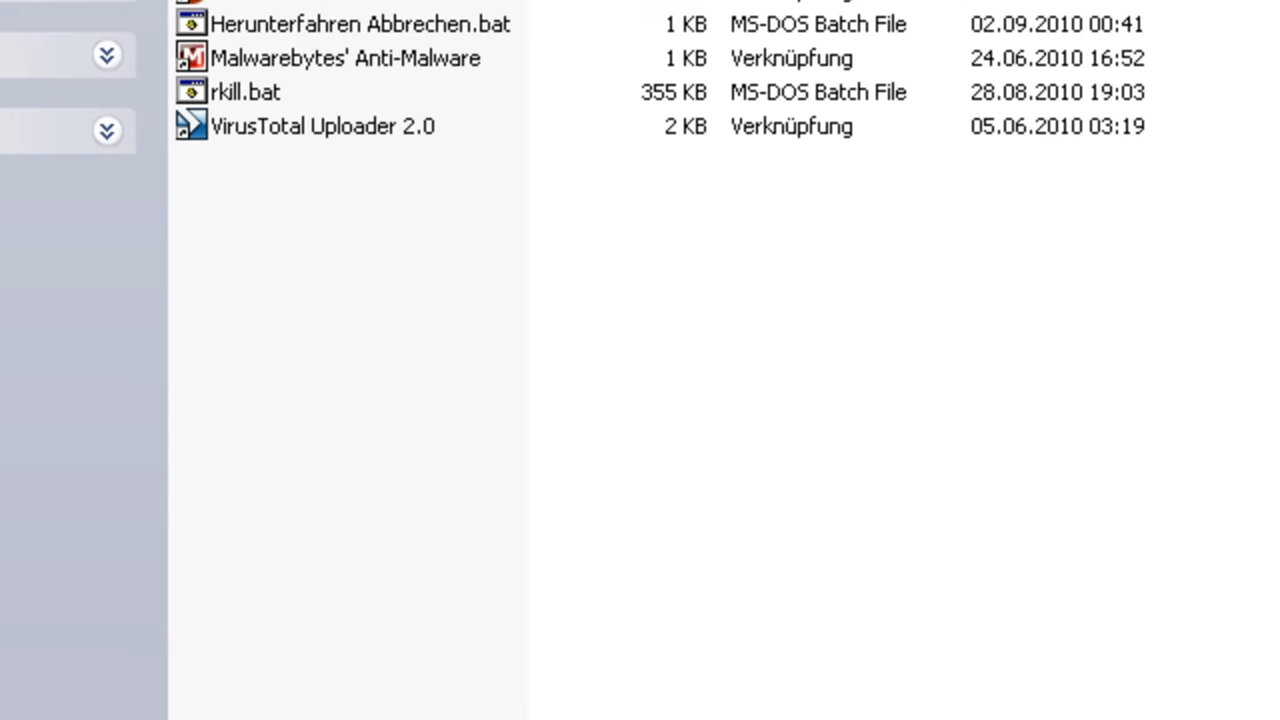 Herunterfahren Abbrechen.bat 1 KB MS-DOS Batch File 02.09.2010 00:41
Malwarebytes' Anti-Malware 1 KB Verknüpfung 24.06.2010 16:52
rkill.bat 355 KB MS-DOS Batch File 28.08.2010 19:03
VirusTotal Uploader 2.0 2 KB Verknüpfung 05.06.2010 03:19